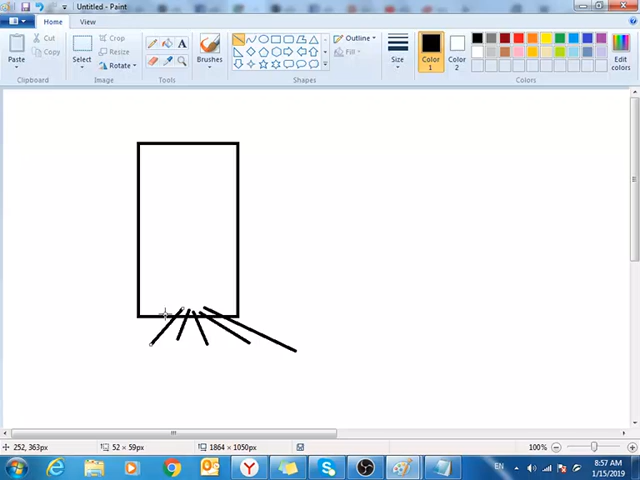 Untitled - Paint
Home View
Paste
Cut
Copy
Clipboard
Select
Crop
Resize
Rotate
Image
A
Tools
Brushes
Outline
Fill
Shapes
Size
Color 1
Color 2
Edit colors
Colors
252, 363px
52 × 59px
1864 × 1050px
100%
EN
8:57 AM
1/15/2019